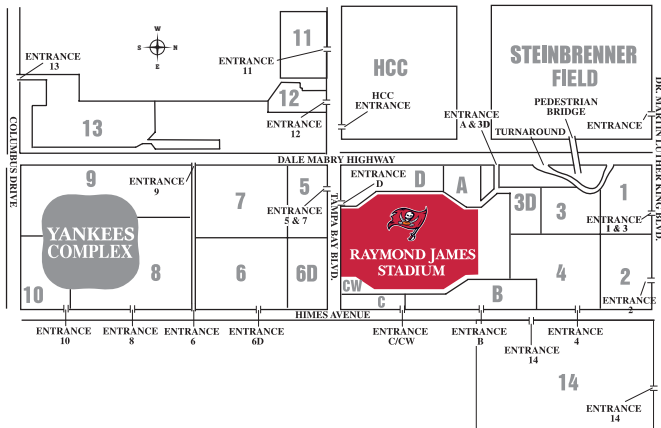 W
S
N
E
ENTRANCE
13
11
ENTRANCE
11
12
ENTRANCE
12
13
HCC
HCC
ENTRANCE
STEINBRENNER
FIELD
ENTRANCE
A & 3D
PEDESTRIAN
BRIDGE
TURNAROUND
ENTRANCE
DR. MARTIN LUTHER KING BLVD.
COLUMBUS DRIVE
DALE MABRY HIGHWAY
9
ENTRANCE
9
7
5
ENTRANCE
5 & 7
TAMPA BAY BLVD.
ENTRANCE
D
D
A
3D
3
1
ENTRANCE
1 & 3
YANKEES
COMPLEX
RAYMOND JAMES
STADIUM
10
8
6
6D
CW
C
B
4
2
ENTRANCE
2
HIMES AVENUE
ENTRANCE
10
ENTRANCE
8
ENTRANCE
6
ENTRANCE
6D
ENTRANCE
C/CW
ENTRANCE
B
ENTRANCE
14
ENTRANCE
4
14
ENTRANCE
14